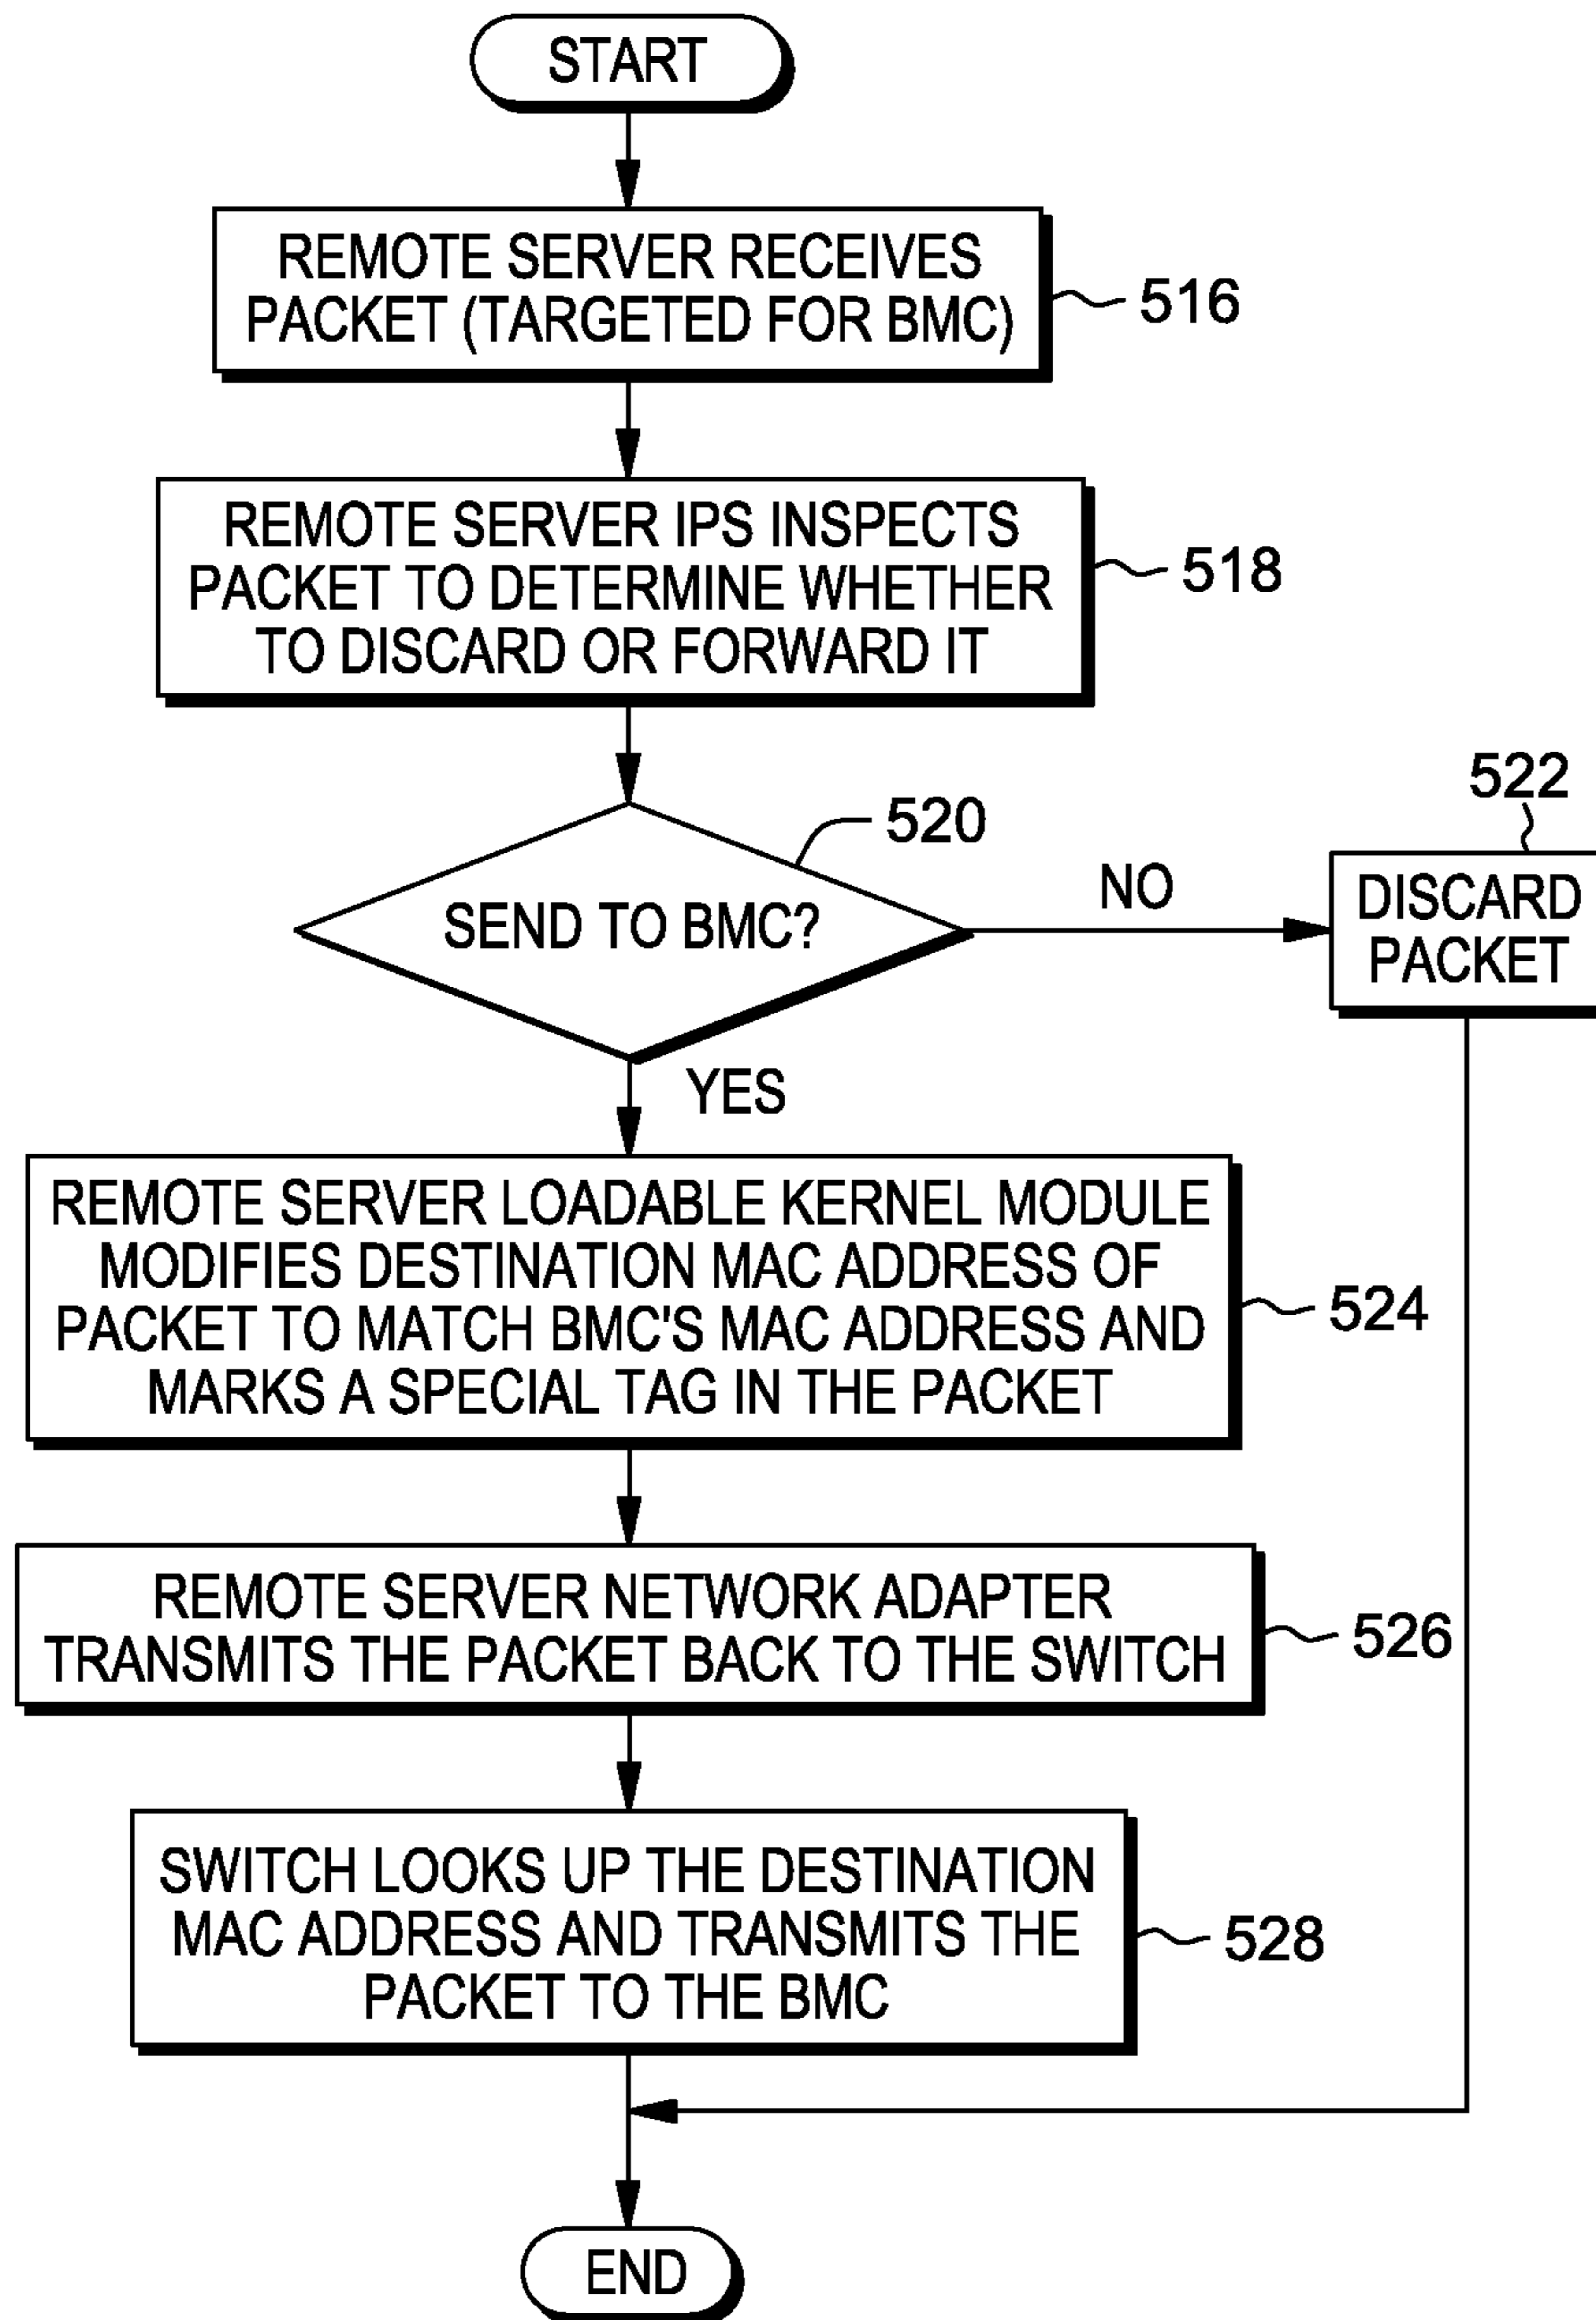 START
REMOTE SERVER RECEIVES
PACKET (TARGETED FOR BMC)
516
REMOTE SERVER IPS INSPECTS
PACKET TO DETERMINE WHETHER
TO DISCARD OR FORWARD IT
518
520
SEND TO BMC?
NO
522
DISCARD
PACKET
YES
REMOTE SERVER LOADABLE KERNEL MODULE
MODIFIES DESTINATION MAC ADDRESS OF
PACKET TO MATCH BMC'S MAC ADDRESS AND
MARKS A SPECIAL TAG IN THE PACKET
524
REMOTE SERVER NETWORK ADAPTER
TRANSMITS THE PACKET BACK TO THE SWITCH
526
SWITCH LOOKS UP THE DESTINATION
MAC ADDRESS AND TRANSMITS THE
PACKET TO THE BMC
528
END